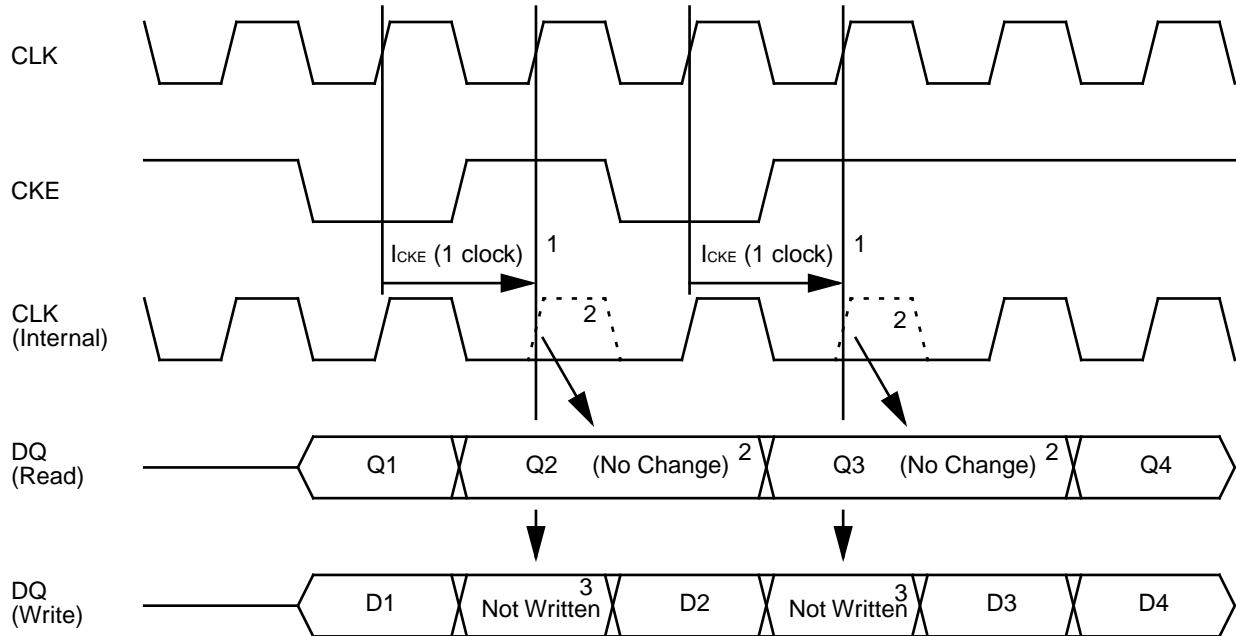 CLK
CKE
ICKE (1 clock) 1 ICKE (1 clock) 1
CLK
(Internal)
2 2
DQ
(Read)
Q1 Q2 (No Change) 2 Q3 (No Change) 2 Q4
DQ
(Write)
D1 Not Written 3 D2 Not Written 3 D3 D4